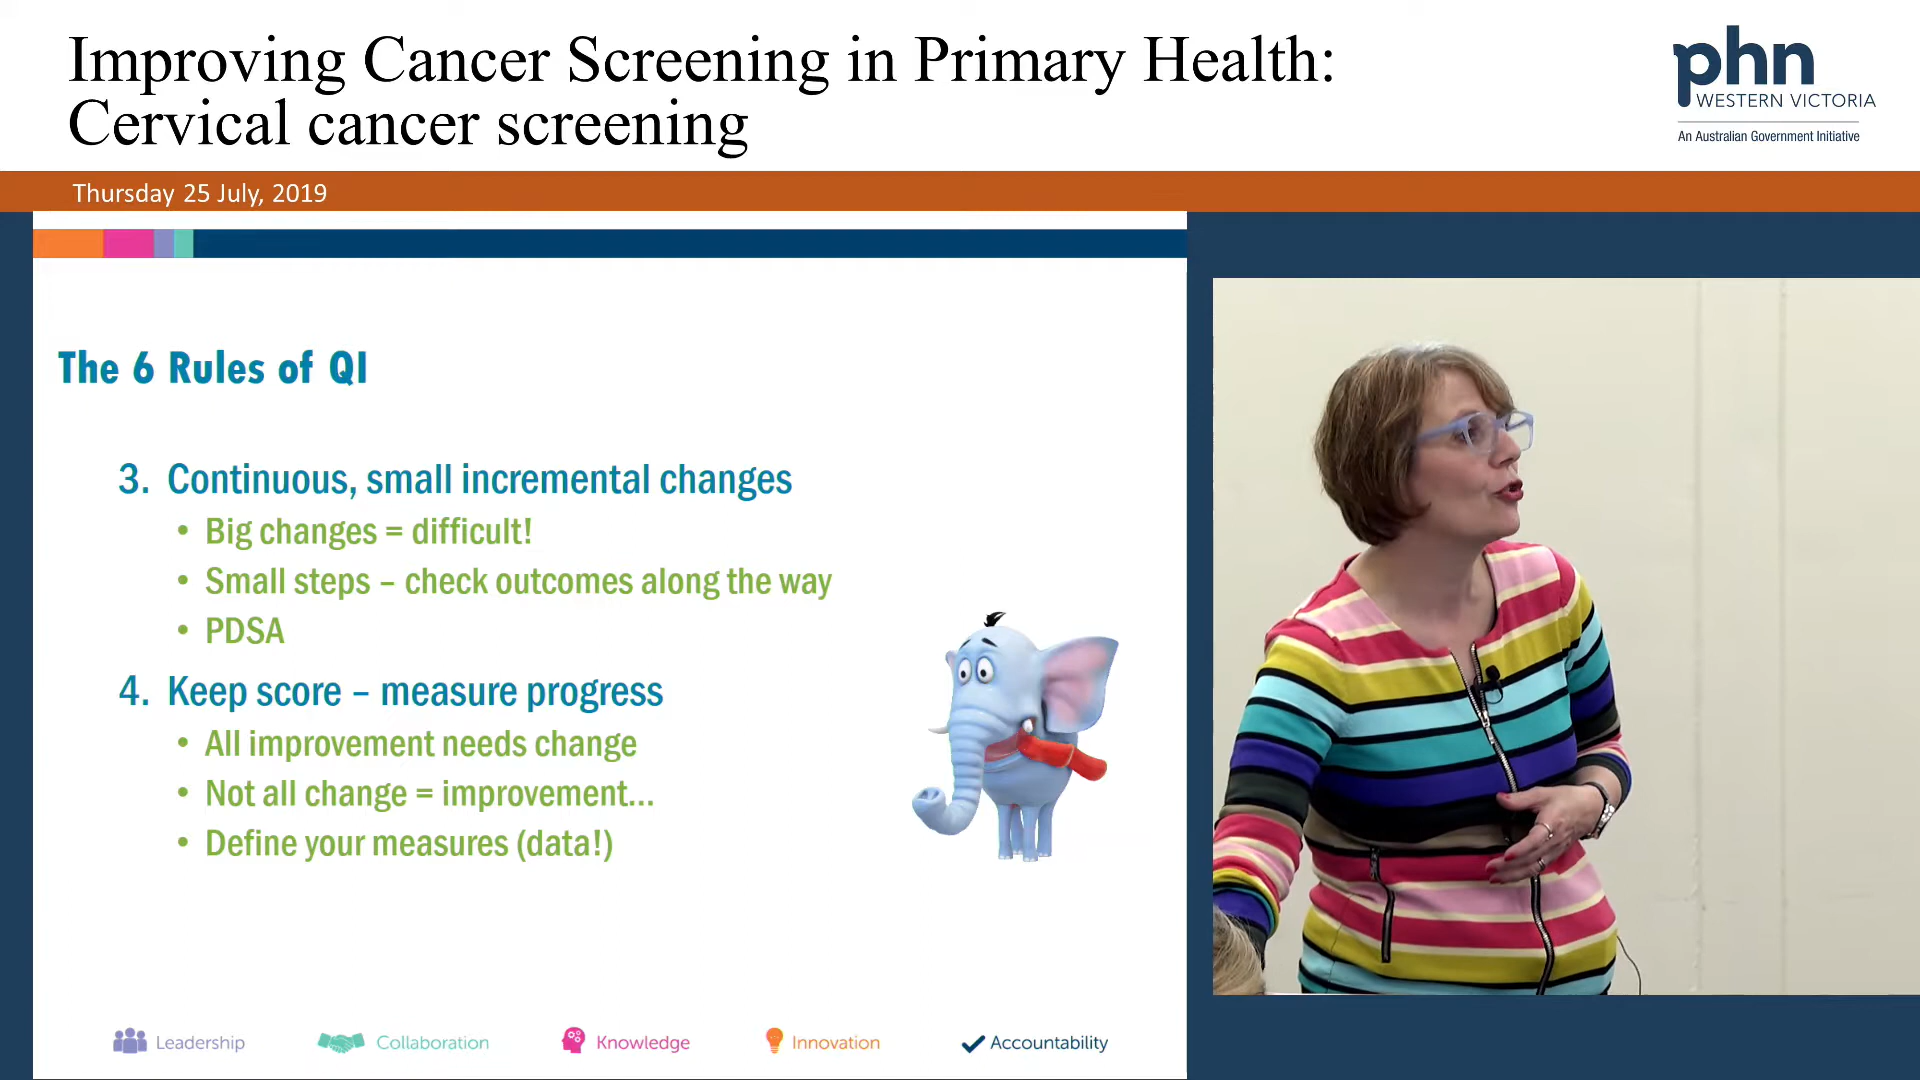 Improving Cancer Screening in Primary Health:
Cervical cancer screening
phn
WESTERN VICTORIA
An Australian Government Initiative
Thursday 25 July, 2019
The 6 Rules of QI
3. Continuous, small incremental changes
• Big changes = difficult!
• Small steps – check outcomes along the way
• PDSA
4. Keep score – measure progress
• All improvement needs change
• Not all change = improvement...
• Define your measures (data!)
Leadership
Collaboration
Knowledge
Innovation
Accountability